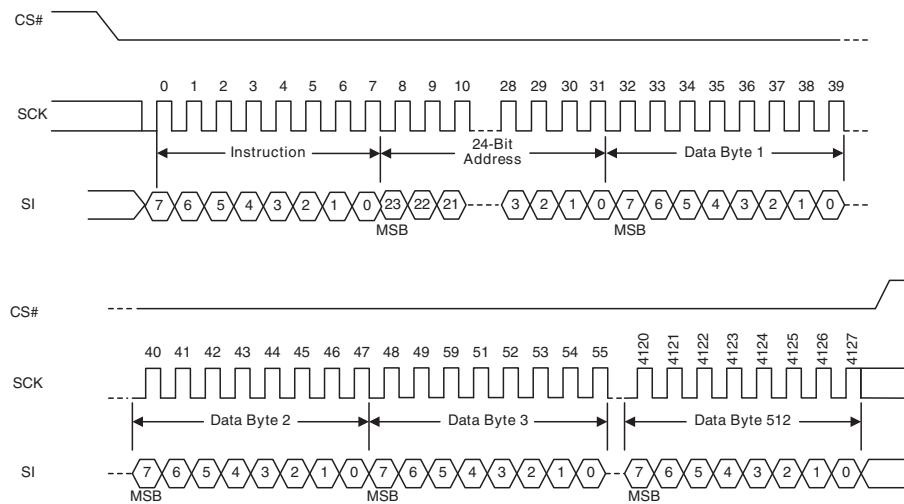 CS#
0 1 2 3 4 5 6 7 8 9 10 28 29 30 31 32 33 34 35 36 37 38 39
SCK
Instruction 24-Bit Address Data Byte 1
SI 7 6 5 4 3 2 1 0 23 22 21 3 2 1 0 7 6 5 4 3 2 1 0
MSB MSB
CS#
40 41 42 43 44 45 46 47 48 49 59 51 52 53 54 55 4120 4121 4122 4123 4124 4125 4126 4127
SCK
Data Byte 2 Data Byte 3 Data Byte 512
SI 7 6 5 4 3 2 1 0 7 6 5 4 3 2 1 0 7 6 5 4 3 2 1 0
MSB MSB MSB